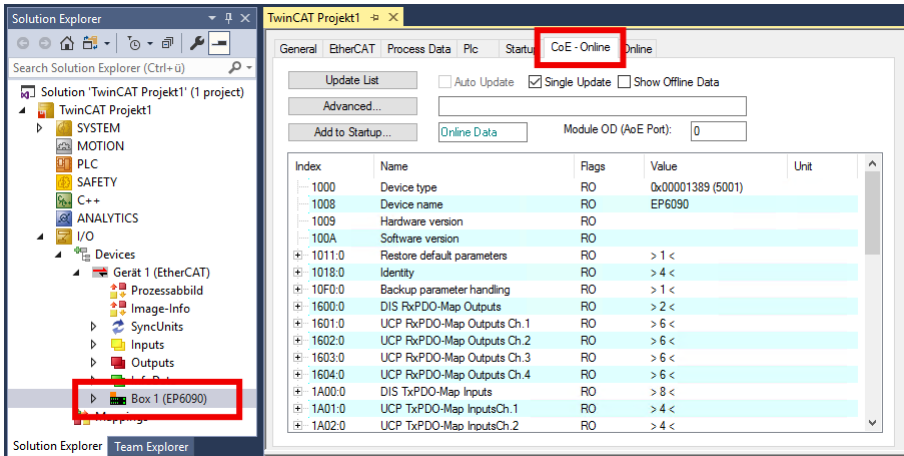 Solution Explorer
Search Solution Explorer (Ctrl+ü)
Solution 'TwinCAT Projekt1' (1 project)
TwinCAT Projekt1
SYSTEM
MOTION
PLC
SAFETY
C++
ANALYTICS
I/O
Devices
Gerät 1 (EtherCAT)
Prozessabbild
Image-Info
SyncUnits
Inputs
Outputs
Box 1 (EP6090)
Mappings
Solution Explorer Team Explorer
TwinCAT Projekt1
General EtherCAT Process Data Plc Startup CoE - Online Online
Update List Auto Update Single Update Show Offline Data
Advanced...
Add to Startup... Online Data Module OD (AoE Port): 0
Index Name Flags Value Unit
1000 Device type RO 0x00001389 (5001)
1008 Device name RO EP6090
1009 Hardware version RO
100A Software version RO
1011:0 Restore default parameters RO > 1 <
1018:0 Identity RO > 4 <
10F0:0 Backup parameter handling RO > 1 <
1600:0 DIS RxPDO-Map Outputs RO > 2 <
1601:0 UCP RxPDO-Map Outputs Ch.1 RO > 6 <
1602:0 UCP RxPDO-Map Outputs Ch.2 RO > 6 <
1603:0 UCP RxPDO-Map Outputs Ch.3 RO > 6 <
1604:0 UCP RxPDO-Map Outputs Ch.4 RO > 6 <
1A00:0 DIS TxPDO-Map Inputs RO > 8 <
1A01:0 UCP TxPDO-Map InputsCh.1 RO > 4 <
1A02:0 UCP TxPDO-Map InputsCh.2 RO > 4 <